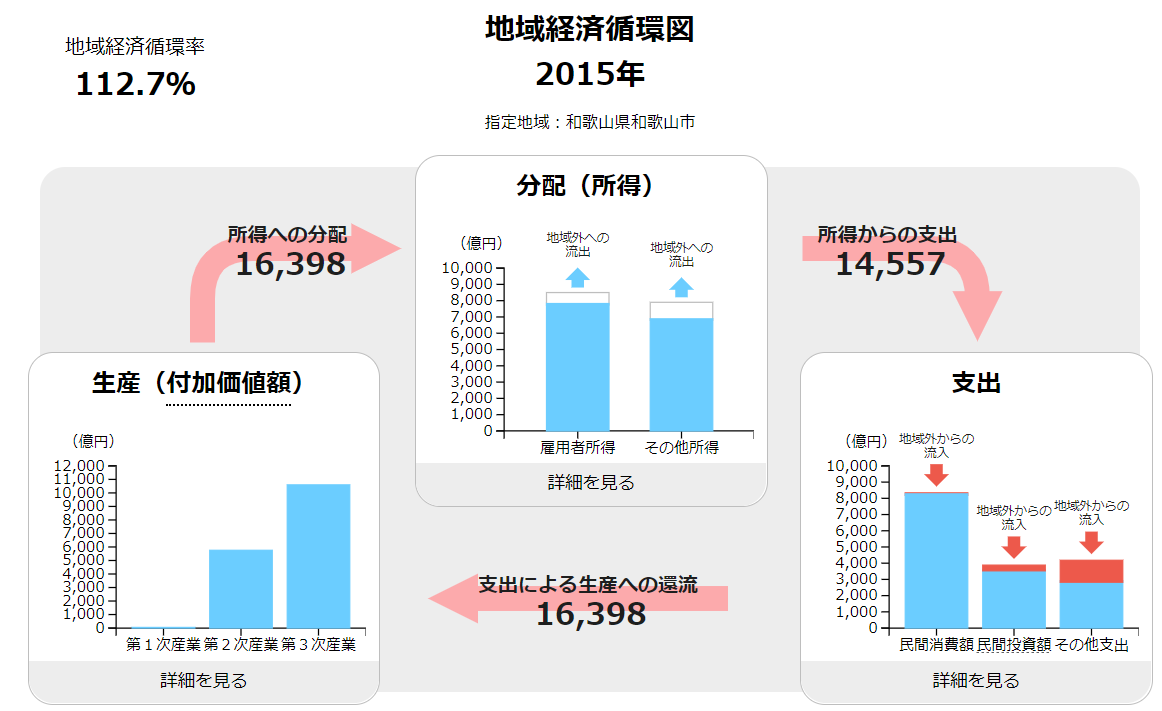 地域経済循環図
2015年
指定地域：和歌山県和歌山市
地域経済循環率
112.7%
所得への分配
16,398
分配（所得）
（億円）
地域外への
流出
地域外への
流出
10,000
9,000
8,000
7,000
6,000
5,000
4,000
3,000
2,000
1,000
0
雇用者所得 その他所得
詳細を見る
所得からの支出
14,557
生産（付加価値額）
（億円）
12,000
11,000
10,000
9,000
8,000
7,000
6,000
5,000
4,000
3,000
2,000
1,000
0
第１次産業 第２次産業 第３次産業
詳細を見る
支出による生産への還流
16,398
支出
（億円）
地域外からの
流入
地域外からの
流入
地域外からの
流入
10,000
9,000
8,000
7,000
6,000
5,000
4,000
3,000
2,000
1,000
0
民間消費額 民間投資額 その他支出
詳細を見る